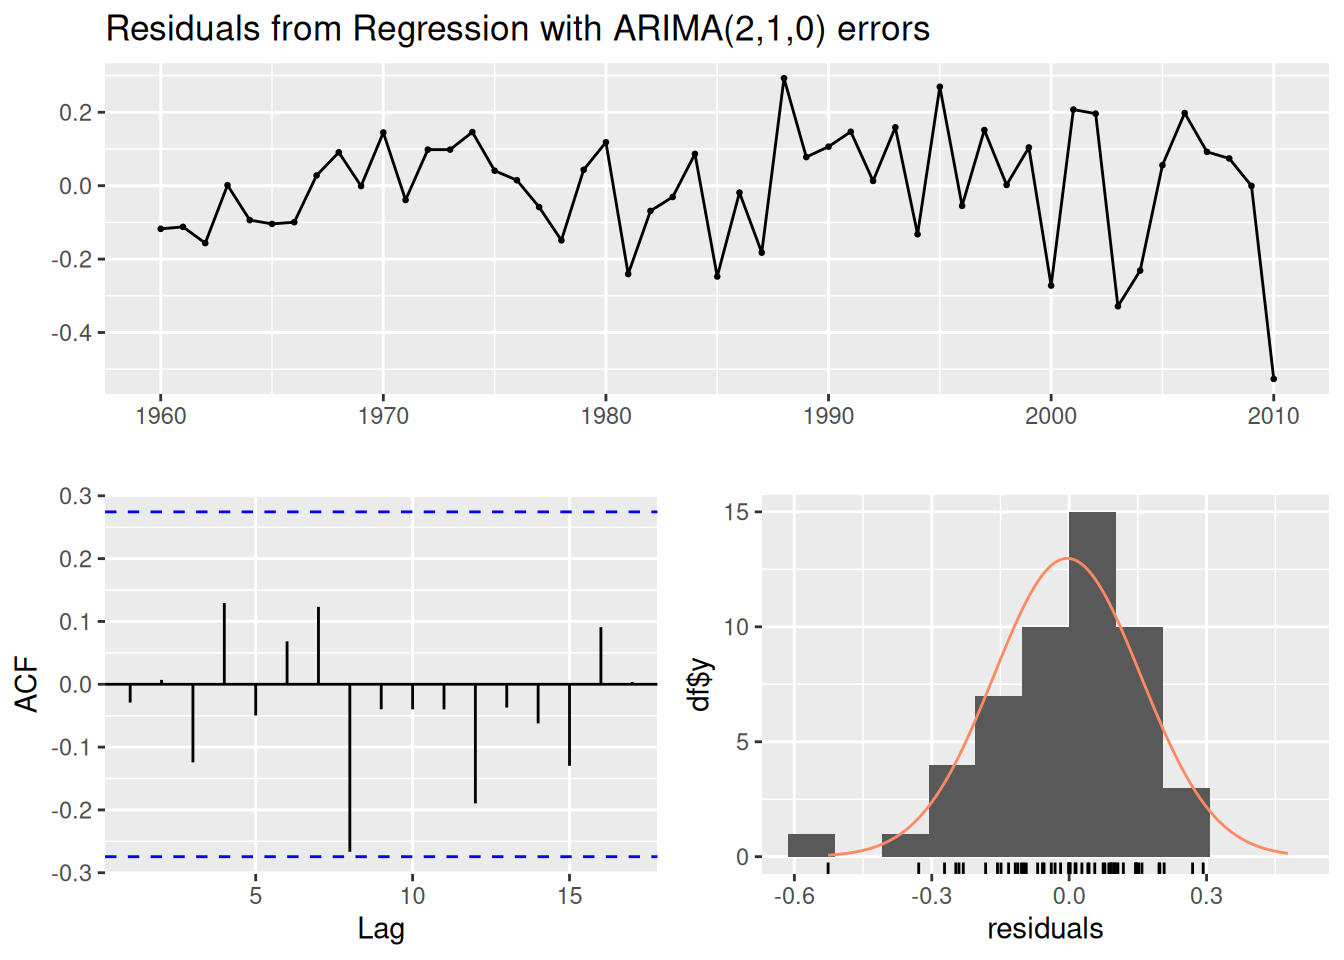 Residuals from Regression with ARIMA(2,1,0) errors
0.2
0.0
-0.2
-0.4
1960 1970 1980 1990 2000 2010
ACF
0.3
0.2
0.1
0.0
-0.1
-0.2
-0.3
5 10 15
Lag
df$y
15
10
5
0
-0.6 -0.3 0.0 0.3
residuals